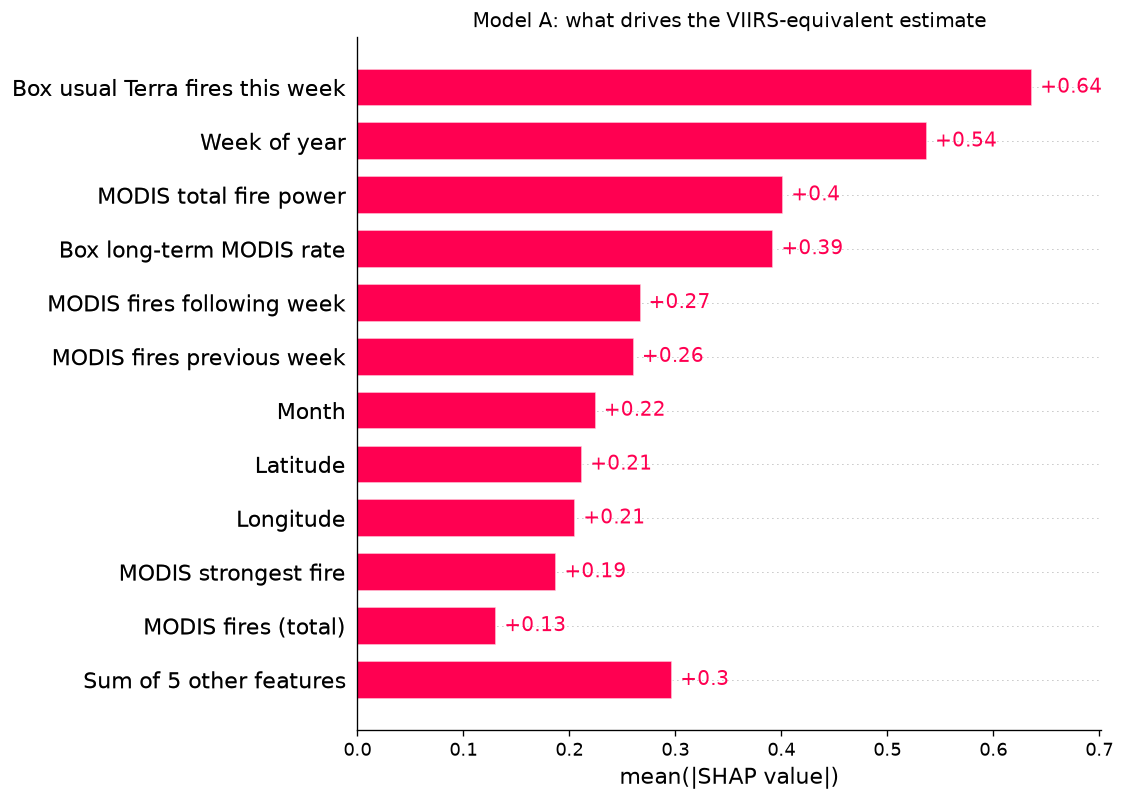 Model A: what drives the VIIRS-equivalent estimate
Box usual Terra fires this week +0.64
Week of year +0.54
MODIS total fire power +0.4
Box long-term MODIS rate +0.39
MODIS fires following week +0.27
MODIS fires previous week +0.26
Month +0.22
Latitude +0.21
Longitude +0.21
MODIS strongest fire +0.19
MODIS fires (total) +0.13
Sum of 5 other features +0.3
0.0 0.1 0.2 0.3 0.4 0.5 0.6 0.7
mean(|SHAP value|)